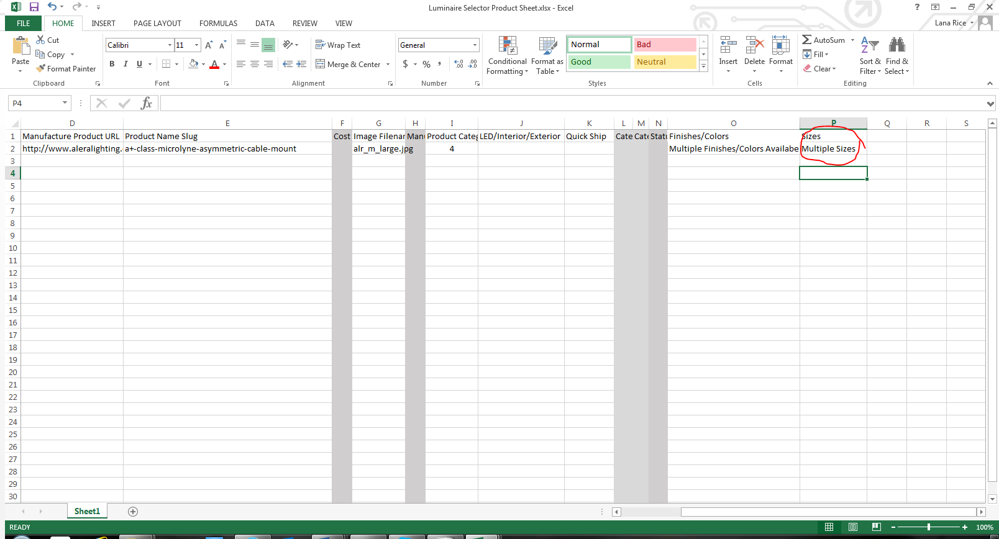 Luminaire Selector Product Sheet.xlsx - Excel
FILE HOME INSERT PAGE LAYOUT FORMULAS DATA REVIEW VIEW Lana Rice
Paste
Cut
Copy
Format Painter
Clipboard
Calibri 11
B I U
Font
Wrap Text
Merge & Center
Alignment
General
$ % ,
Number
Conditional Formatting
Format as Table
Normal Bad
Good Neutral
Styles
Insert Delete Format
Cells
AutoSum
Fill
Clear
Sort & Filter
Find & Select
Editing
P4 fx
D E F G H I J K L M N O P Q R S
1 Manufacture Product URL Product Name Slug Cost Image Filenar Manu Product Categ LED/Interior/Exterior Quick Ship Cate Cate Statu Finishes/Colors Sizes
2 http://www.aleralighting. a+-class-microlyne-asymmetric-cable-mount alr_m_large.jpg 4 Multiple Finishes/Colors Availabe Multiple Sizes
3
4
5
6
7
8
9
10
11
12
13
14
15
16
17
18
19
20
21
22
23
24
25
26
27
28
29
30
Sheet1
READY 100%